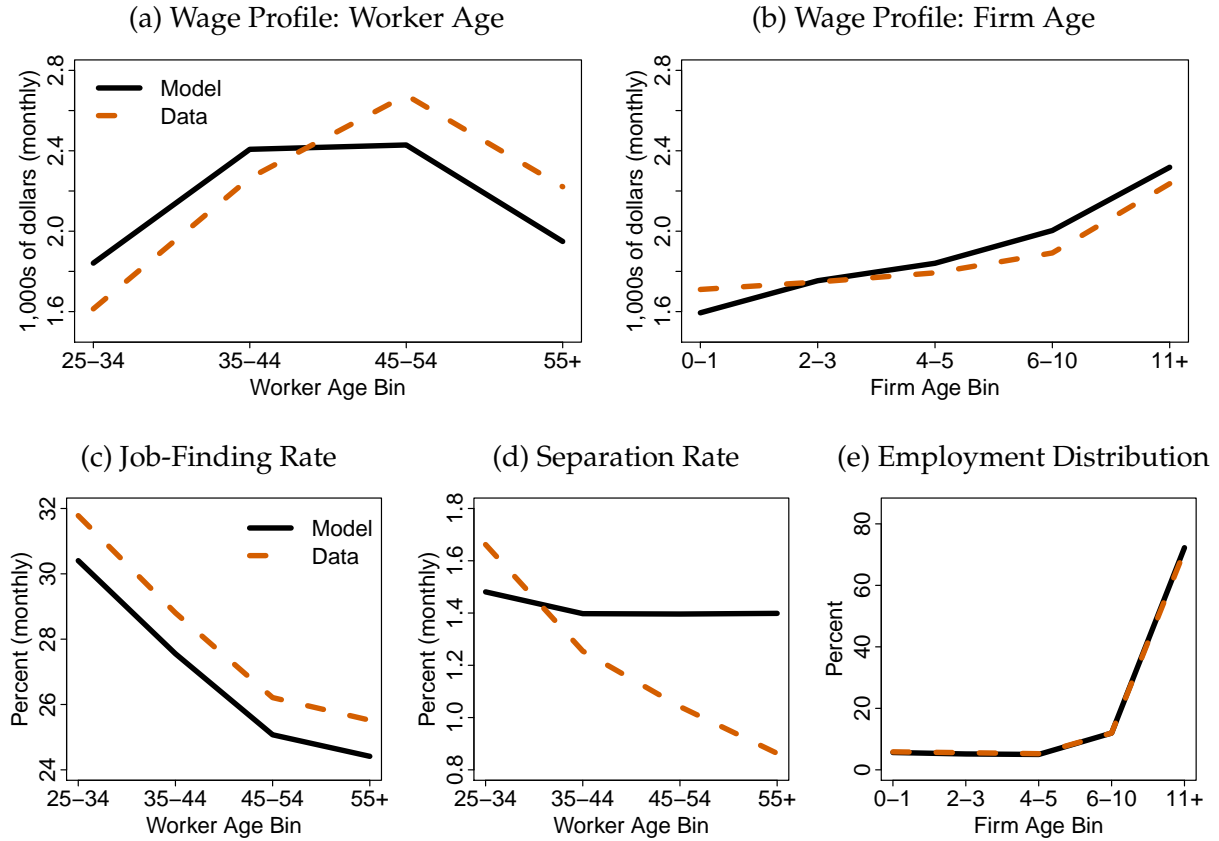 (a) Wage Profile: Worker Age
(b) Wage Profile: Firm Age
1,000s of dollars (monthly)
2.8
2.4
2.0
1.6
Model
Data
25–34
35–44
45–54
55+
Worker Age Bin
1,000s of dollars (monthly)
2.8
2.4
2.0
1.6
0–1
2–3
4–5
6–10
11+
Firm Age Bin
(c) Job-Finding Rate
(d) Separation Rate
(e) Employment Distribution
Percent (monthly)
32
30
28
26
24
Model
Data
25–34
35–44
45–54
55+
Worker Age Bin
Percent (monthly)
1.8
1.6
1.4
1.2
1.0
0.8
25–34
35–44
45–54
55+
Worker Age Bin
Percent
80
60
40
20
0
0–1
2–3
4–5
6–10
11+
Firm Age Bin